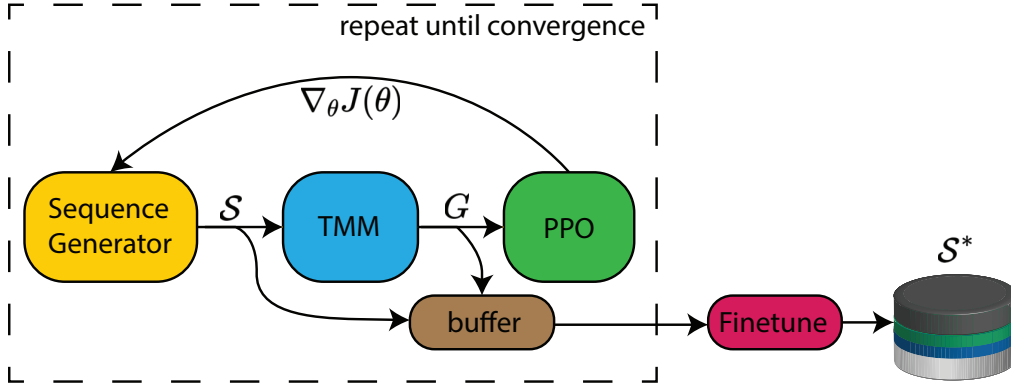 repeat until convergence
∇θJ(θ)
Sequence
Generator
𝒮
TMM
G
PPO
buffer
Finetune
𝒮*